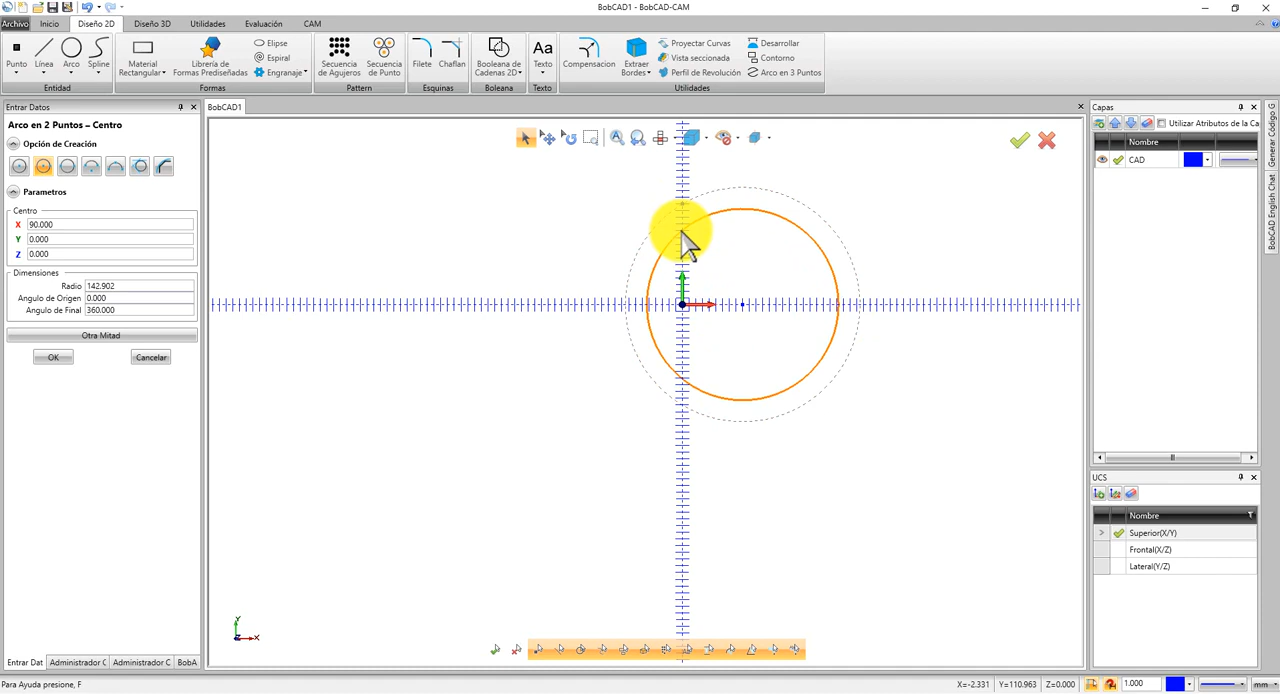 BobCAD1 - BobCAD-CAM
Archivo Inicio Diseño 2D Diseño 3D Utilidades Evaluación CAM
Punto Línea Arco Spline
Entidad
Material Rectangular
Librería de Formas Prediseñadas
Elipse
Espiral
Engranaje
Formas
Secuencia de Agujeros
Secuencia de Punto
Pattern
Filete Chaflan
Esquinas
Booleana de Cadenas 2D
Boleana
Texto
Texto
Compensación
Extraer Bordes
Proyectar Curvas
Vista seccionada
Perfil de Revolución
Desarrollar
Contorno
Arco en 3 Puntos
Utilidades
Entrar Datos
Arco en 2 Puntos – Centro
Opción de Creación
Parametros
Centro
X 90.000
Y 0.000
Z 0.000
Dimensiones
Radio 142.902
Angulo de Origen 0.000
Angulo de Final 360.000
Otra Mitad
OK Cancelar
Entrar Dat Administrador C Administrador C BobA
BobCAD1
Y
Z X
Capas
Utilizar Atributos de la Ca
Nombre
CAD
UCS
Nombre
Superior(X/Y)
Frontal(X/Z)
Lateral(Y/Z)
Generar Código G
BobCAD English Chat
Para Ayuda presione, F
X=-2.331 Y=110.963 Z=0.000 1.000 mm